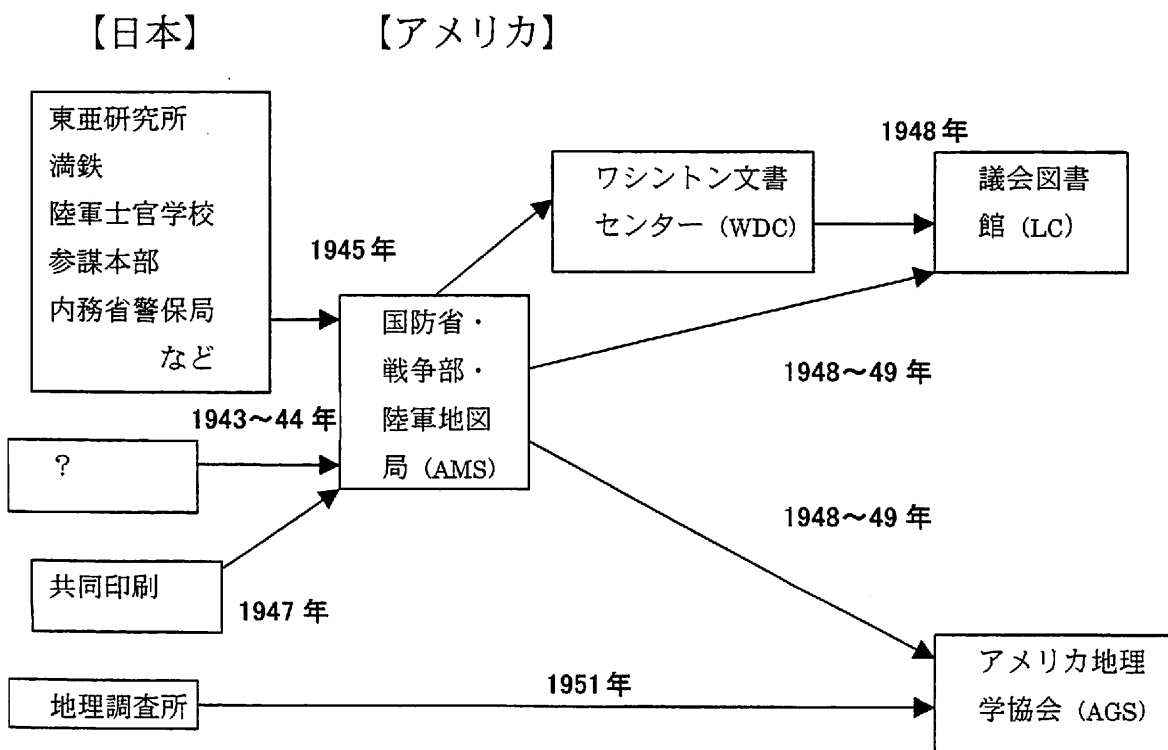 【日本】
【アメリカ】
東亜研究所
満鉄
陸軍士官学校
参謀本部
内務省警保局
など
1945年
1943～44年
?
共同印刷
1947年
地理調査所
国防省・
戦争部・
陸軍地図
局(AMS)
ワシントン文書
センター(WDC)
1948年
議会図書
館(LC)
1948～49年
1948～49年
1951年
アメリカ地理
学協会(AGS)